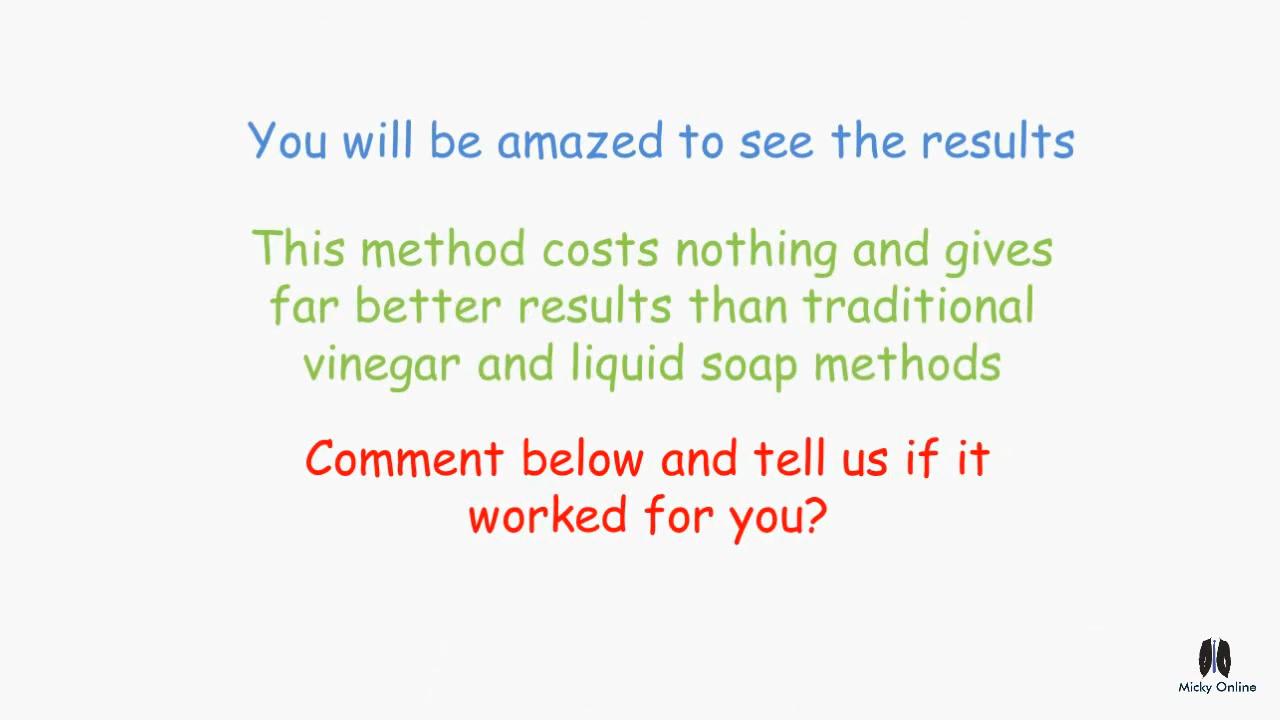 You will be amazed to see the results
This method costs nothing and gives
far better results than traditional
vinegar and liquid soap methods
Comment below and tell us if it
worked for you?
Micky Online